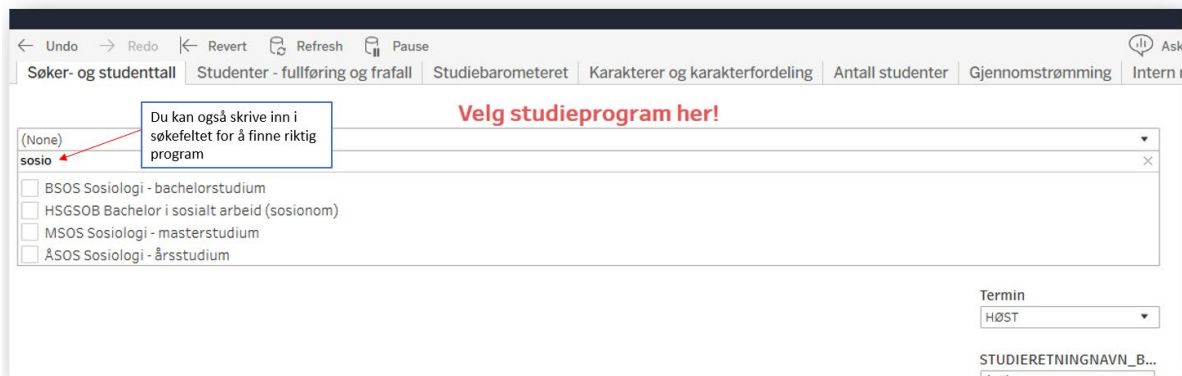 ← Undo → Redo Revert Refresh Pause Ask
Søker- og studenttall Studenter - fullføring og frafall Studiebarometeret Karakterer og karakterfordeling Antall studenter Gjennomstrømming Intern
Velg studieprogram her!
Du kan også skrive inn i
søkefeltet for å finne riktig
program
(None)
sosio
BSOS Sosiologi - bachelorstudium
HSGSOB Bachelor i sosialt arbeid (sosionom)
MSOS Sosiologi - masterstudium
ÅSOS Sosiologi - årsstudium
Termin
HØST
STUDIERETNINGNAVN_B...